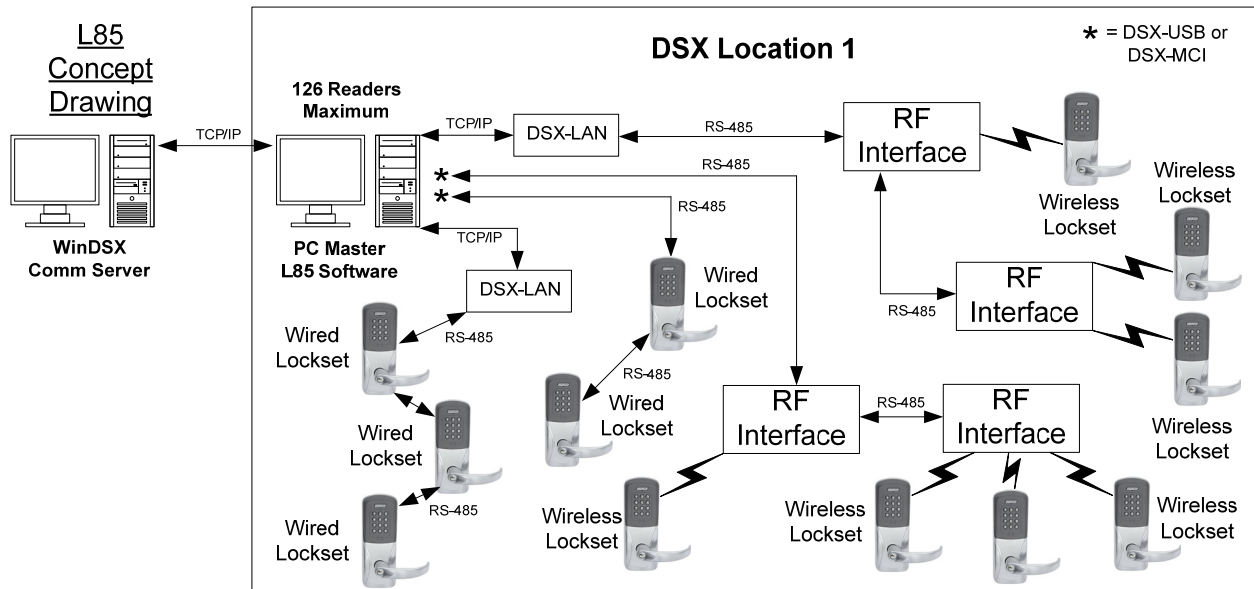 L85
Concept
Drawing
DSX Location 1
* = DSX-USB or
DSX-MCI
126 Readers
Maximum
TCP/IP
TCP/IP
DSX-LAN
RS-485
RF
Interface
RS-485
*
*
RS-485
Wireless
Lockset
Wireless
Lockset
WinDSX
Comm Server
PC Master
L85 Software
TCP/IP
DSX-LAN
Wired
Lockset
RS-485
RF
Interface
Wired
Lockset
RS-485
RS-485
Wired
Lockset
RF
Interface
RS-485
RF
Interface
Wireless
Lockset
Wired
Lockset
RS-485
Wired
Lockset
Wireless
Lockset
Wireless
Lockset
Wireless
Lockset